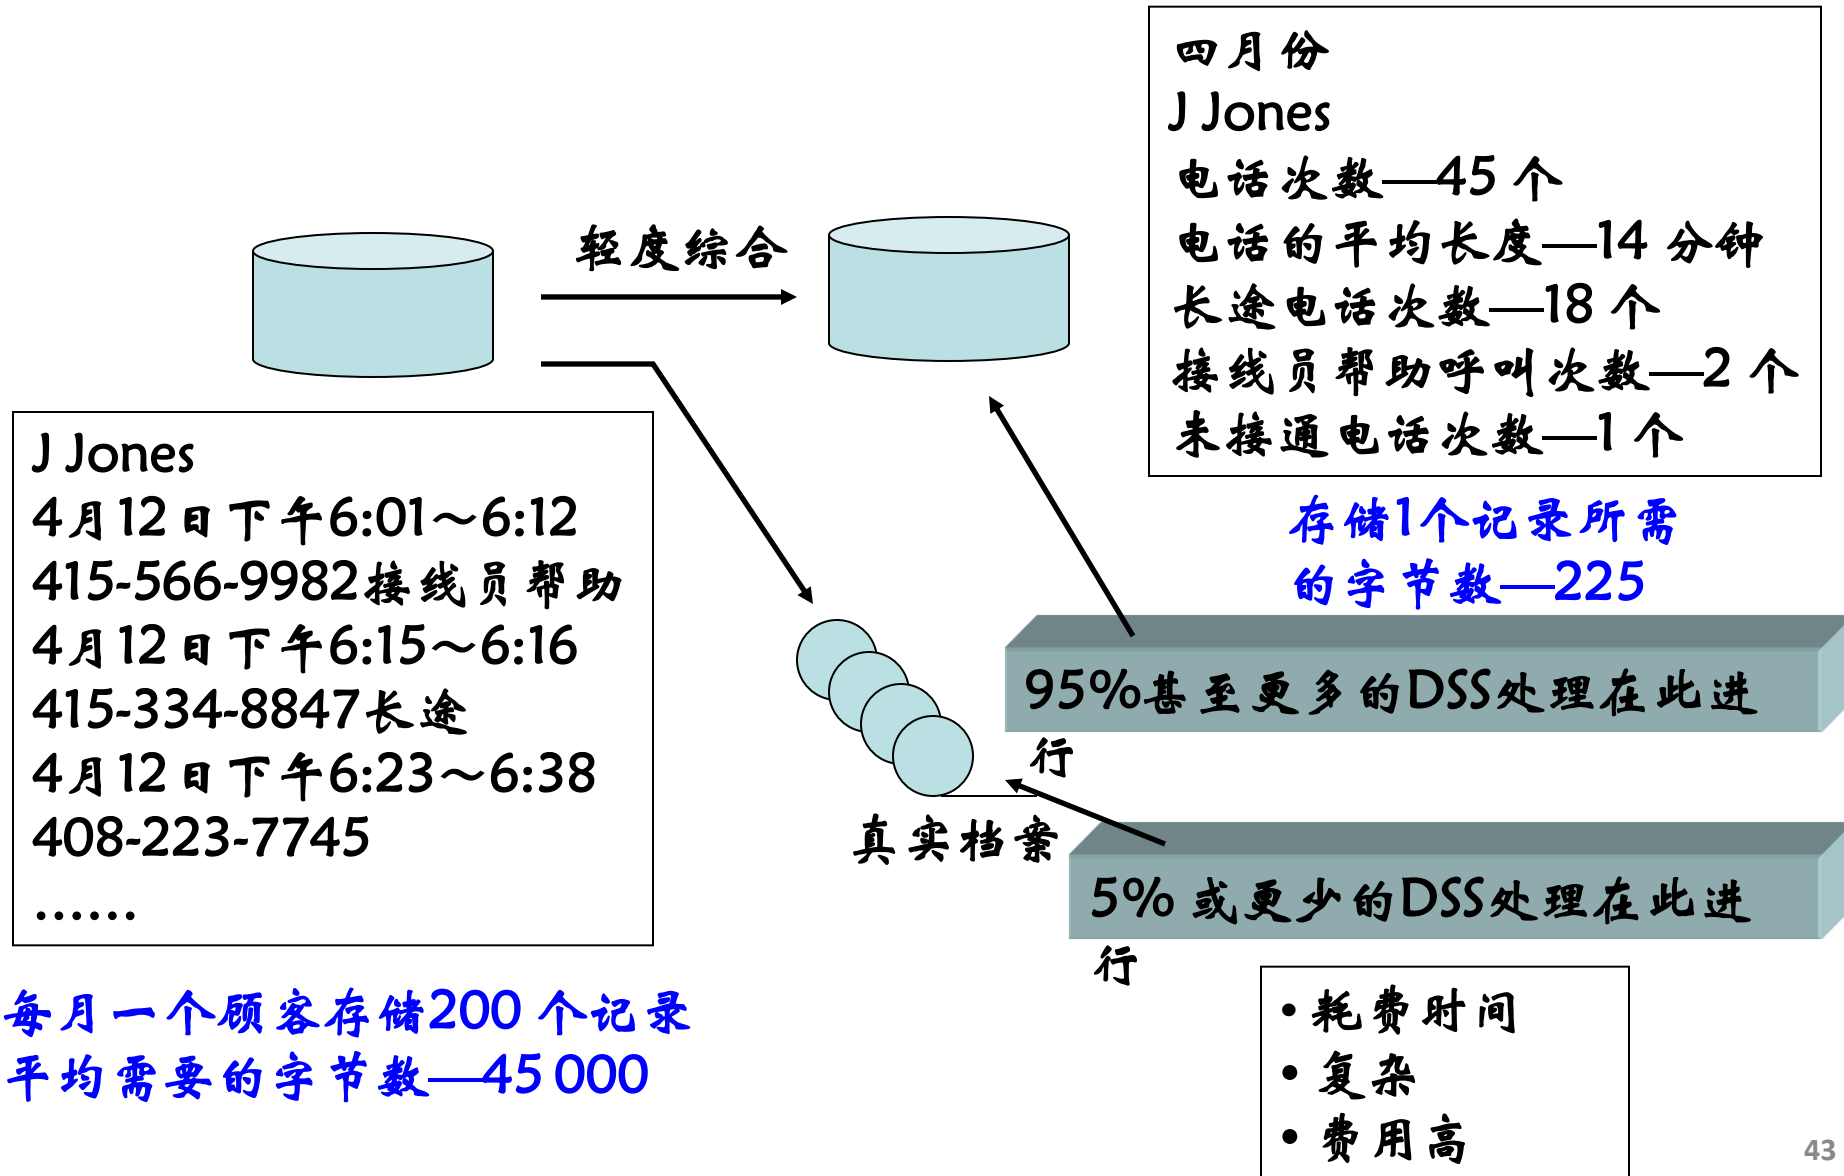 轻度综合
四月份
J Jones
电话次数—45 个
电话的平均长度—14 分钟
长途电话次数—18 个
接线员帮助呼叫次数—2 个
未接通电话次数—1 个
存储1个记录所需
的字节数—225
J Jones
4月12日下午6:01～6:12
415-566-9982接线员帮助
4月12日下午6:15～6:16
415-334-8847长途
4月12日下午6:23～6:38
408-223-7745
……
每月一个顾客存储200 个记录
平均需要的字节数—45 000
95%甚至更多的DSS处理在此进
行
真实档案
5% 或更少的DSS处理在此进
行
• 耗费时间
• 复杂
• 费用高
43